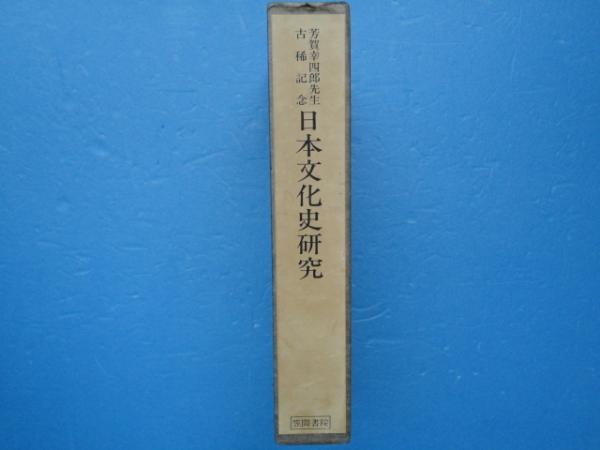 芳賀幸四郎先生
古稀記念
日本文化史研究
笠間書院